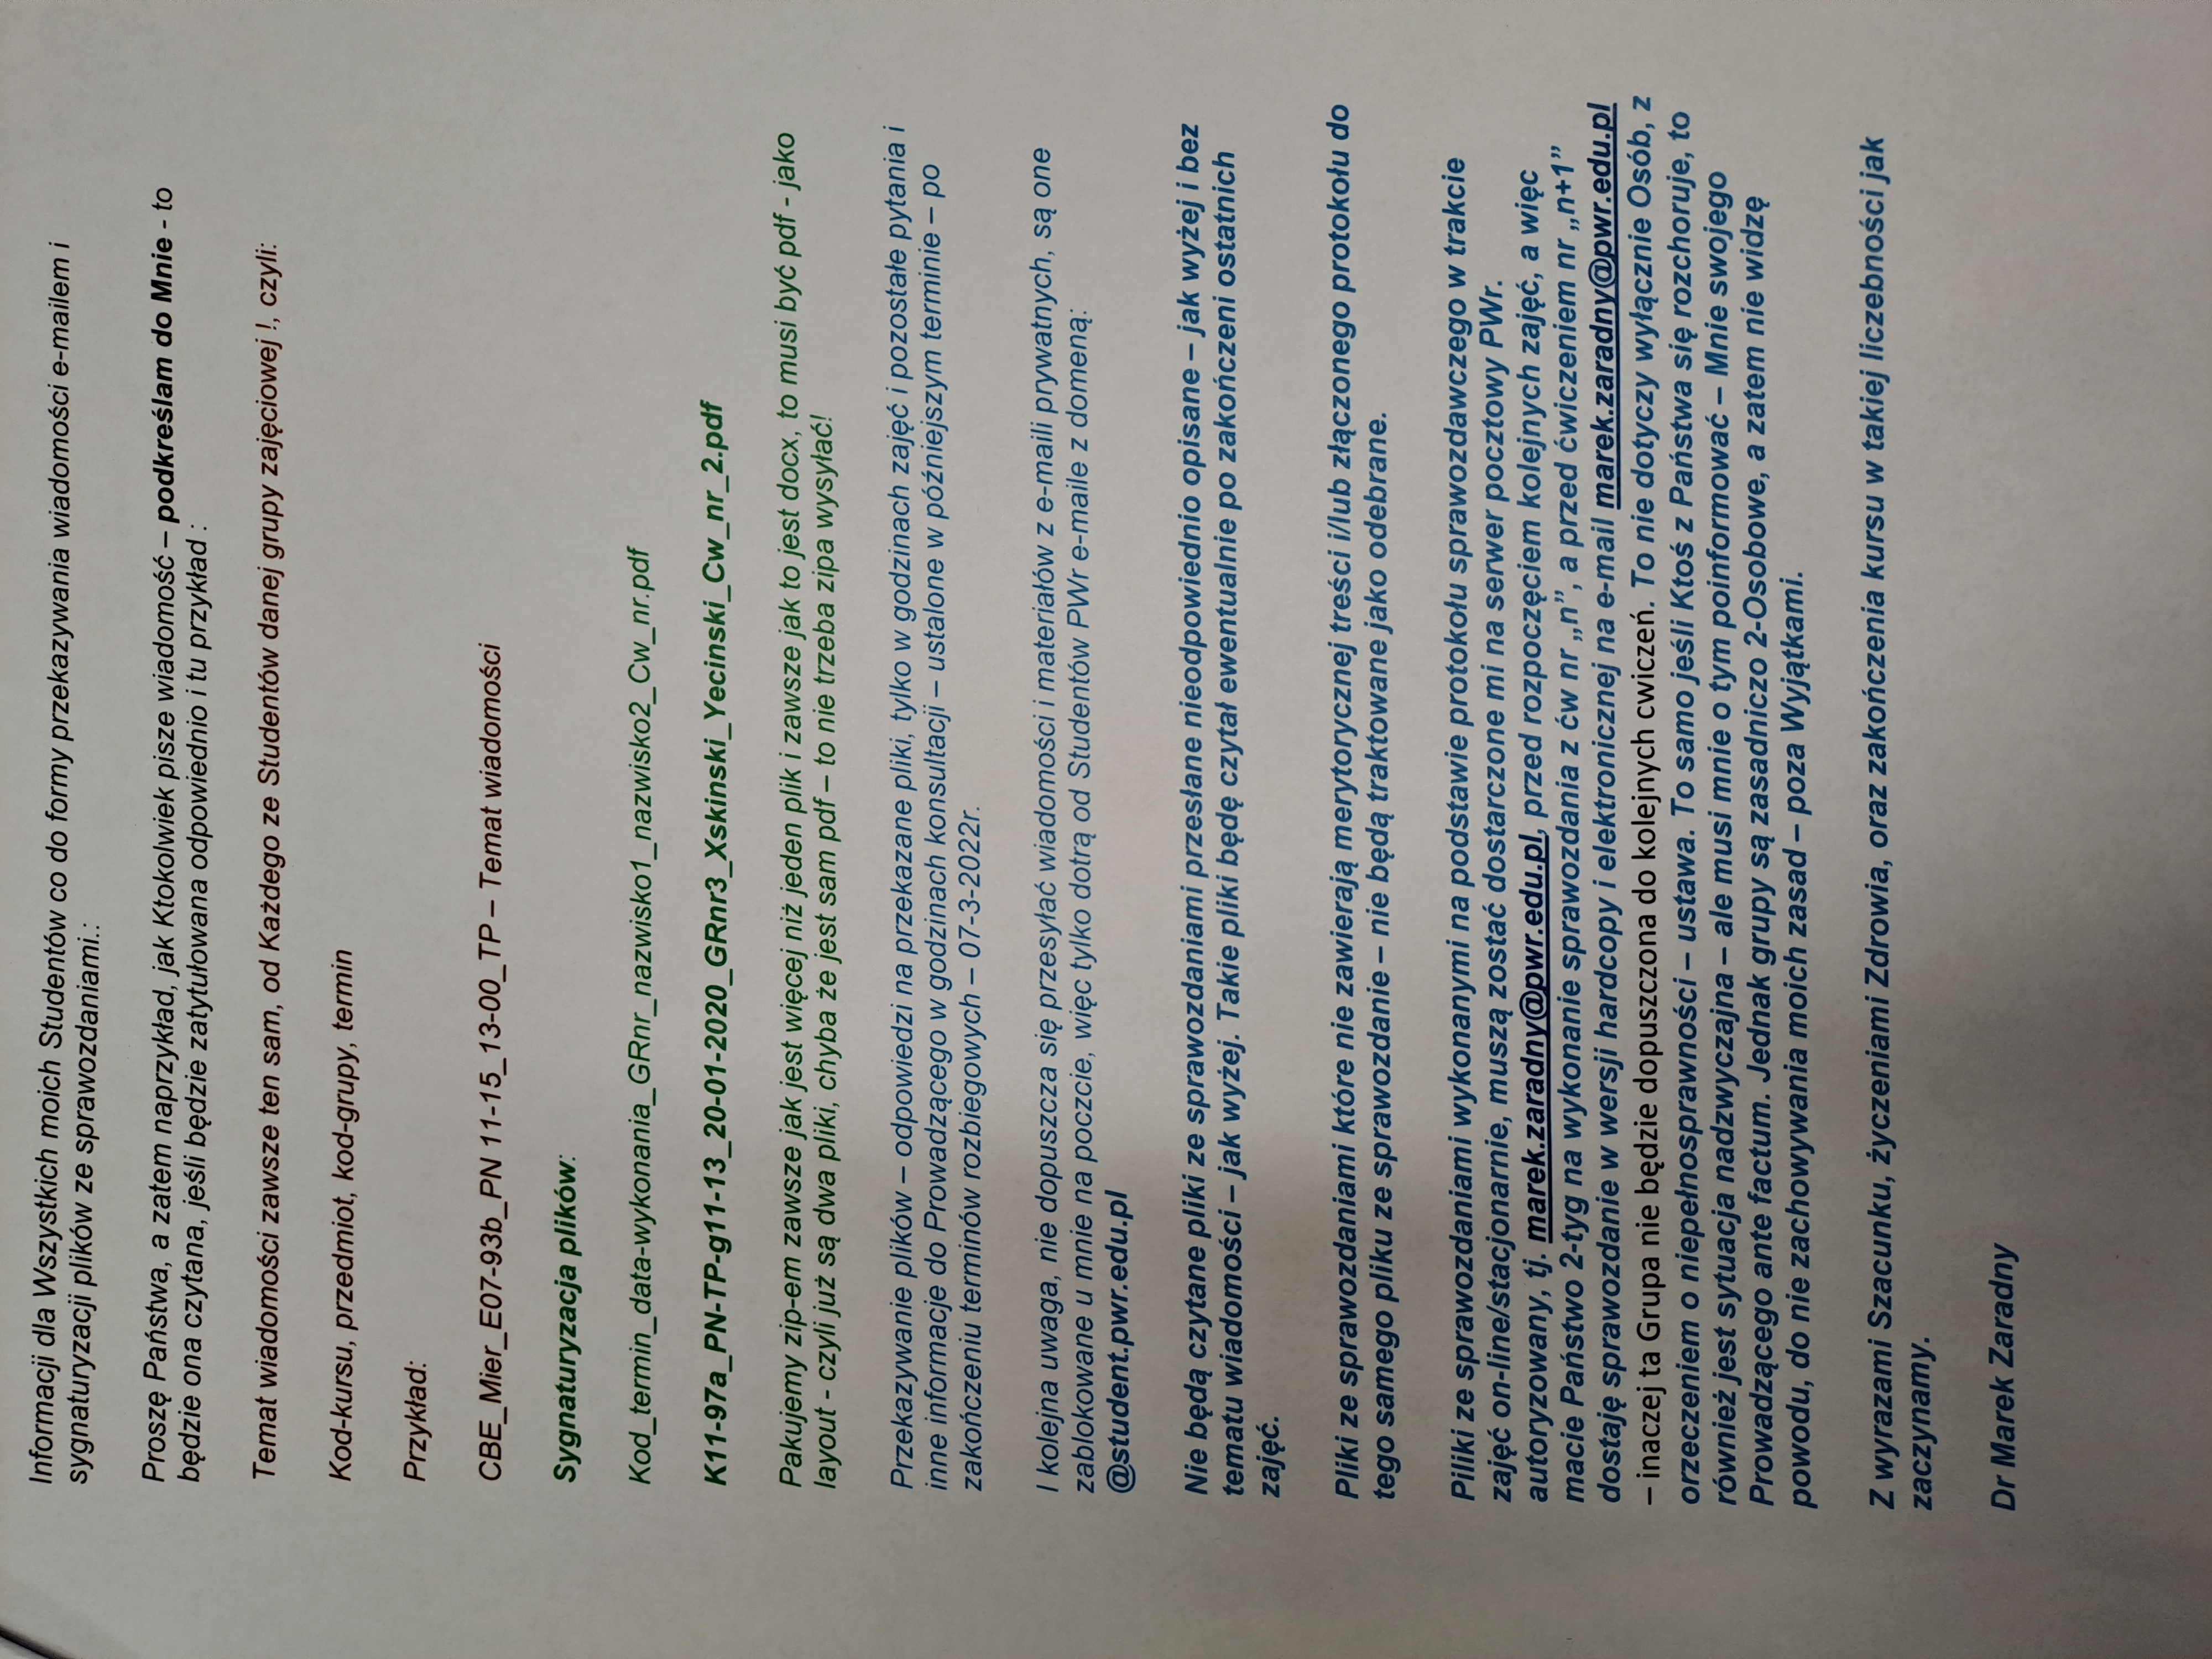 Informacji dla Wszystkich moich Studentów co do formy przekazywania wiadomości e-mailem i
sygnaturyzacji plików ze sprawozdaniami.:
Proszę Państwa, a zatem naprzykład, jak Ktokolwiek pisze wiadomość – podkreślam do Mnie - to
będzie ona czytana, jeśli będzie zatytułowana odpowiednio i tu przykład :
Temat wiadomości zawsze ten sam, od Każdego ze Studentów danej grupy zajęciowej !, czyli:
Kod-kursu, przedmiot, kod-grupy, termin
Przykład:
CBE_Mier_E07-93b_PN 11-15_13-00_TP – Temat wiadomości
Sygnaturyzacja plików:
Kod_termin_data-wykonania_GRnr_nazwisko1_nazwisko2_Cw_nr.pdf
K11-97a_PN-TP-g11-13_20-01-2020_GRnr3_Xskinski_Yecinski_Cw_nr_2.pdf
Pakujemy zip-em zawsze jak jest więcej niż jeden plik i zawsze jak to jest docx, to musi być pdf - jako
layout - czyli już są dwa pliki, chyba że jest sam pdf – to nie trzeba zipa wysyłać!
Przekazywanie plików – odpowiedzi na przekazane pliki, tylko w godzinach zajęć i pozostałe pytania i
inne informacje do Prowadzącego w godzinach konsultacji – ustalone w późniejszym terminie – po
zakończeniu terminów rozbiegowych – 07-3-2022r.
I kolejna uwaga, nie dopuszcza się przesyłać wiadomości i materiałów z e-maili prywatnych, są one
zablokowane u mnie na poczcie, więc tylko dotrą od Studentów PWr e-maile z domeną:
@student.pwr.edu.pl
Nie będą czytane pliki ze sprawozdaniami przesłane nieodpowiednio opisane – jak wyżej i bez
tematu wiadomości – jak wyżej. Takie pliki będę czytał ewentualnie po zakończeni ostatnich
zajęć.
Pliki ze sprawozdaniami które nie zawierają merytorycznej treści i/lub złączonego protokołu do
tego samego pliku ze sprawozdanie – nie będą traktowane jako odebrane.
Piliki ze sprawozdaniami wykonanymi na podstawie protokołu sprawozdawczego w trakcie
zajęć on-line/stacjonarnie, muszą zostać dostarczone mi na serwer pocztowy PWr.
autoryzowany, tj. marek.zaradny@pwr.edu.pl, przed rozpoczęciem kolejnych zajęć, a więc
macie Państwo 2-tyg na wykonanie sprawozdania z ćw nr „n”, a przed ćwiczeniem nr „n+1”
dostaję sprawozdanie w wersji hardcopy i elektronicznej na e-mail marek.zaradny@pwr.edu.pl
– inaczej ta Grupa nie będzie dopuszczona do kolejnych cwiczeń. To nie dotyczy wyłącznie Osób, z
orzeczeniem o niepełnosprawności – ustawa. To samo jeśli Ktoś z Państwa się rozchoruje, to
również jest sytuacja nadzwyczajna – ale musi mnie o tym poinformować – Mnie swojego
Prowadzącego ante factum. Jednak grupy są zasadniczo 2-Osobowe, a zatem nie widzę
powodu, do nie zachowywania moich zasad – poza Wyjątkami.
Z wyrazami Szacunku, życzeniami Zdrowia, oraz zakończenia kursu w takiej liczebności jak
zaczynamy.
Dr Marek Zaradny